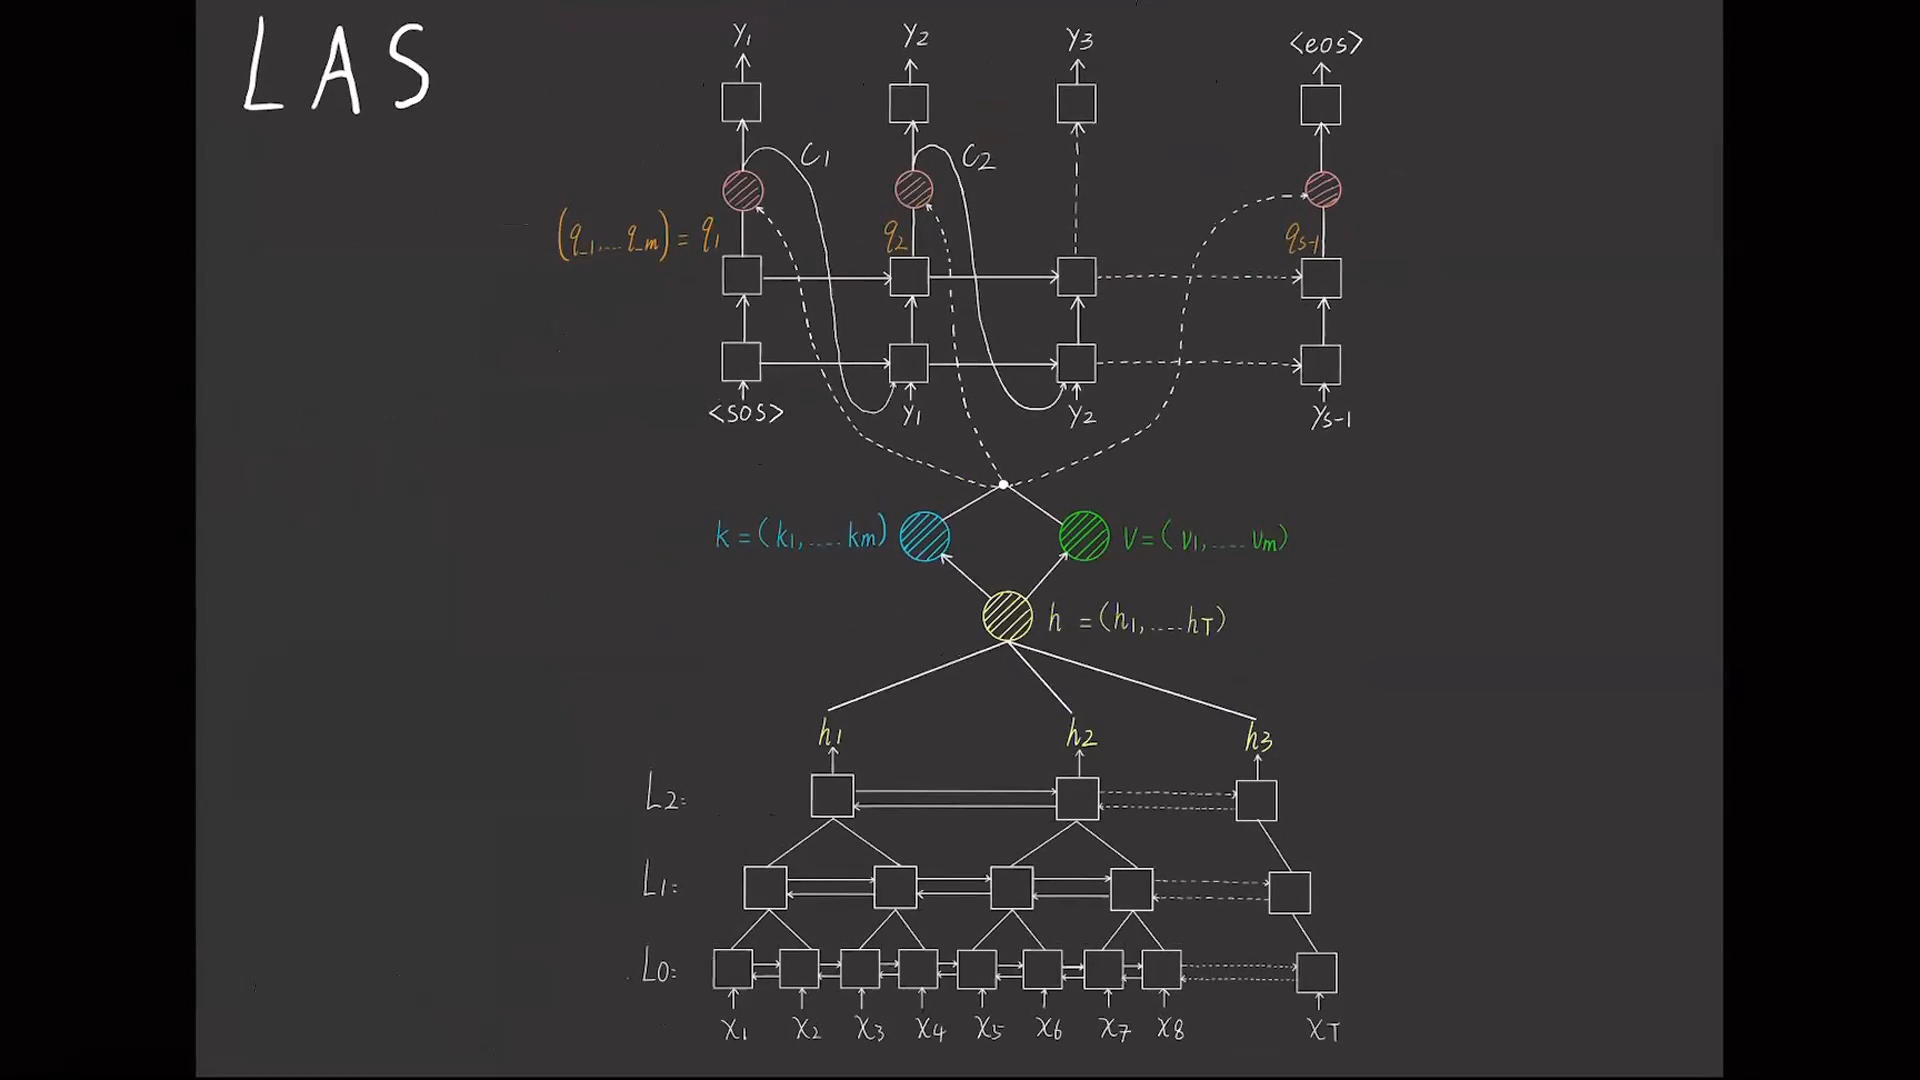 LAS
y1 y2 y3 <eos>
c1 c2
(q_1,...q_m) = q1 q2 qs-1
<sos> y1 y2 ys-1
k=(k1,....km) V=(v1,....vm)
h =(h1,....hT)
h1 h2 h3
L2:
L1:
L0:
x1 x2 x3 x4 x5 x6 x7 x8 xT